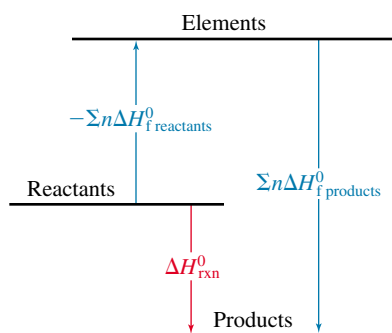 Elements
−ΣnΔH⁰f reactants
Reactants
ΣnΔH⁰f products
ΔH⁰rxn
Products